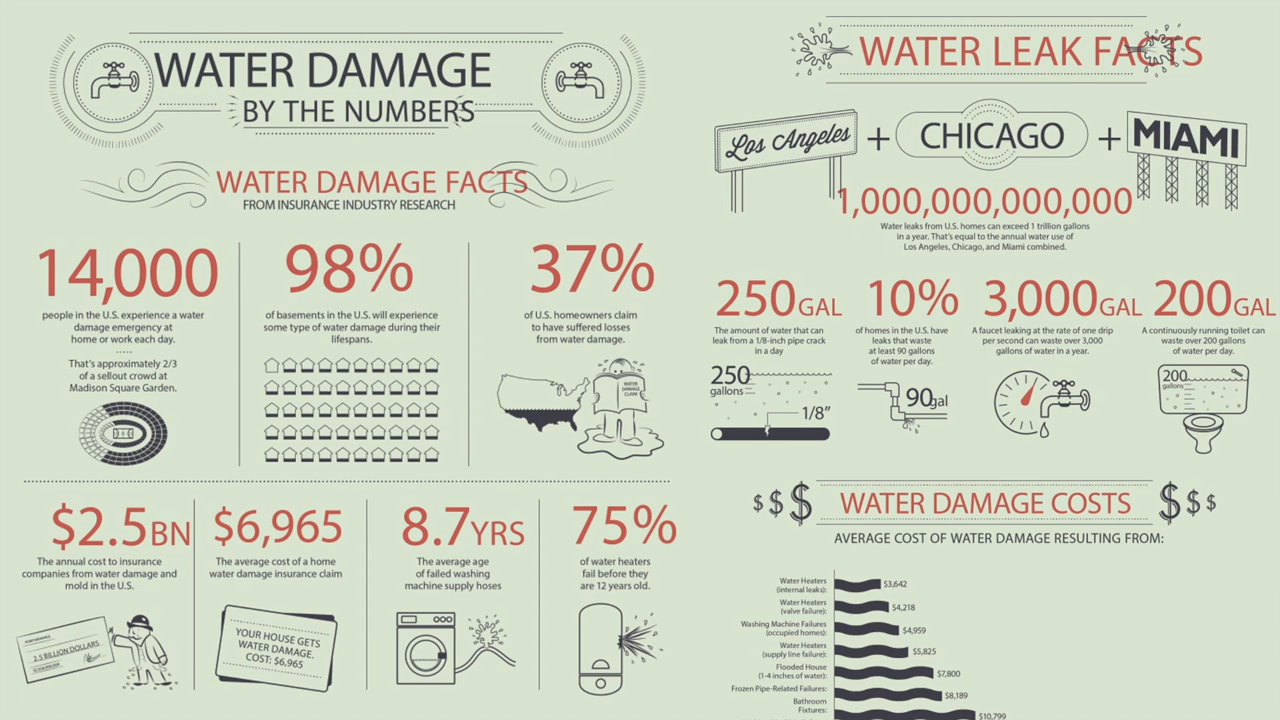 WATER DAMAGE
BY THE NUMBERS
WATER DAMAGE FACTS
FROM INSURANCE INDUSTRY RESEARCH
14,000
people in the U.S. experience a water
damage emergency at
home or work each day.
That's approximately 2/3
of a sellout crowd at
Madison Square Garden.
98%
of basements in the U.S. will experience
some type of water damage during their
lifespans.
37%
of U.S. homeowners claim
to have suffered losses
from water damage.
WATER
DAMAGE
CLAIM
$2.5BN
The annual cost to insurance
companies from water damage and
mold in the U.S.
2.5 BILLION DOLLARS
$6,965
The average cost of a home
water damage insurance claim
YOUR HOUSE GETS
WATER DAMAGE.
COST: $6,965
8.7YRS
The average age
of failed washing
machine supply hoses
75%
of water heaters
fail before they
are 12 years old.
WATER LEAK FACTS
Los Angeles + CHICAGO + MIAMI
1,000,000,000,000
Water leaks from U.S. homes can exceed 1 trillion gallons
in a year. That's equal to the annual water use of
Los Angeles, Chicago, and Miami combined.
250GAL
The amount of water that can
leak from a 1/8-inch pipe crack
in a day
250
gallons
1/8"
10%
of homes in the U.S. have
leaks that waste
at least 90 gallons
of water per day.
90gal
3,000GAL
A faucet leaking at the rate of one drip
per second can waste over 3,000
gallons of water in a year.
200GAL
A continuously running toilet can
waste over 200 gallons
of water per day.
200
gallons
$$$ WATER DAMAGE COSTS $$$
AVERAGE COST OF WATER DAMAGE RESULTING FROM:
Water Heaters
(internal leaks): $3,642
Water Heaters
(valve failure): $4,218
Washing Machine Failures
(occupied homes): $4,959
Water Heaters
(supply line failure): $5,825
Flooded House
(1-4 inches of water): $7,800
Frozen Pipe-Related Failures: $8,189
Bathroom
Fixtures: $10,799